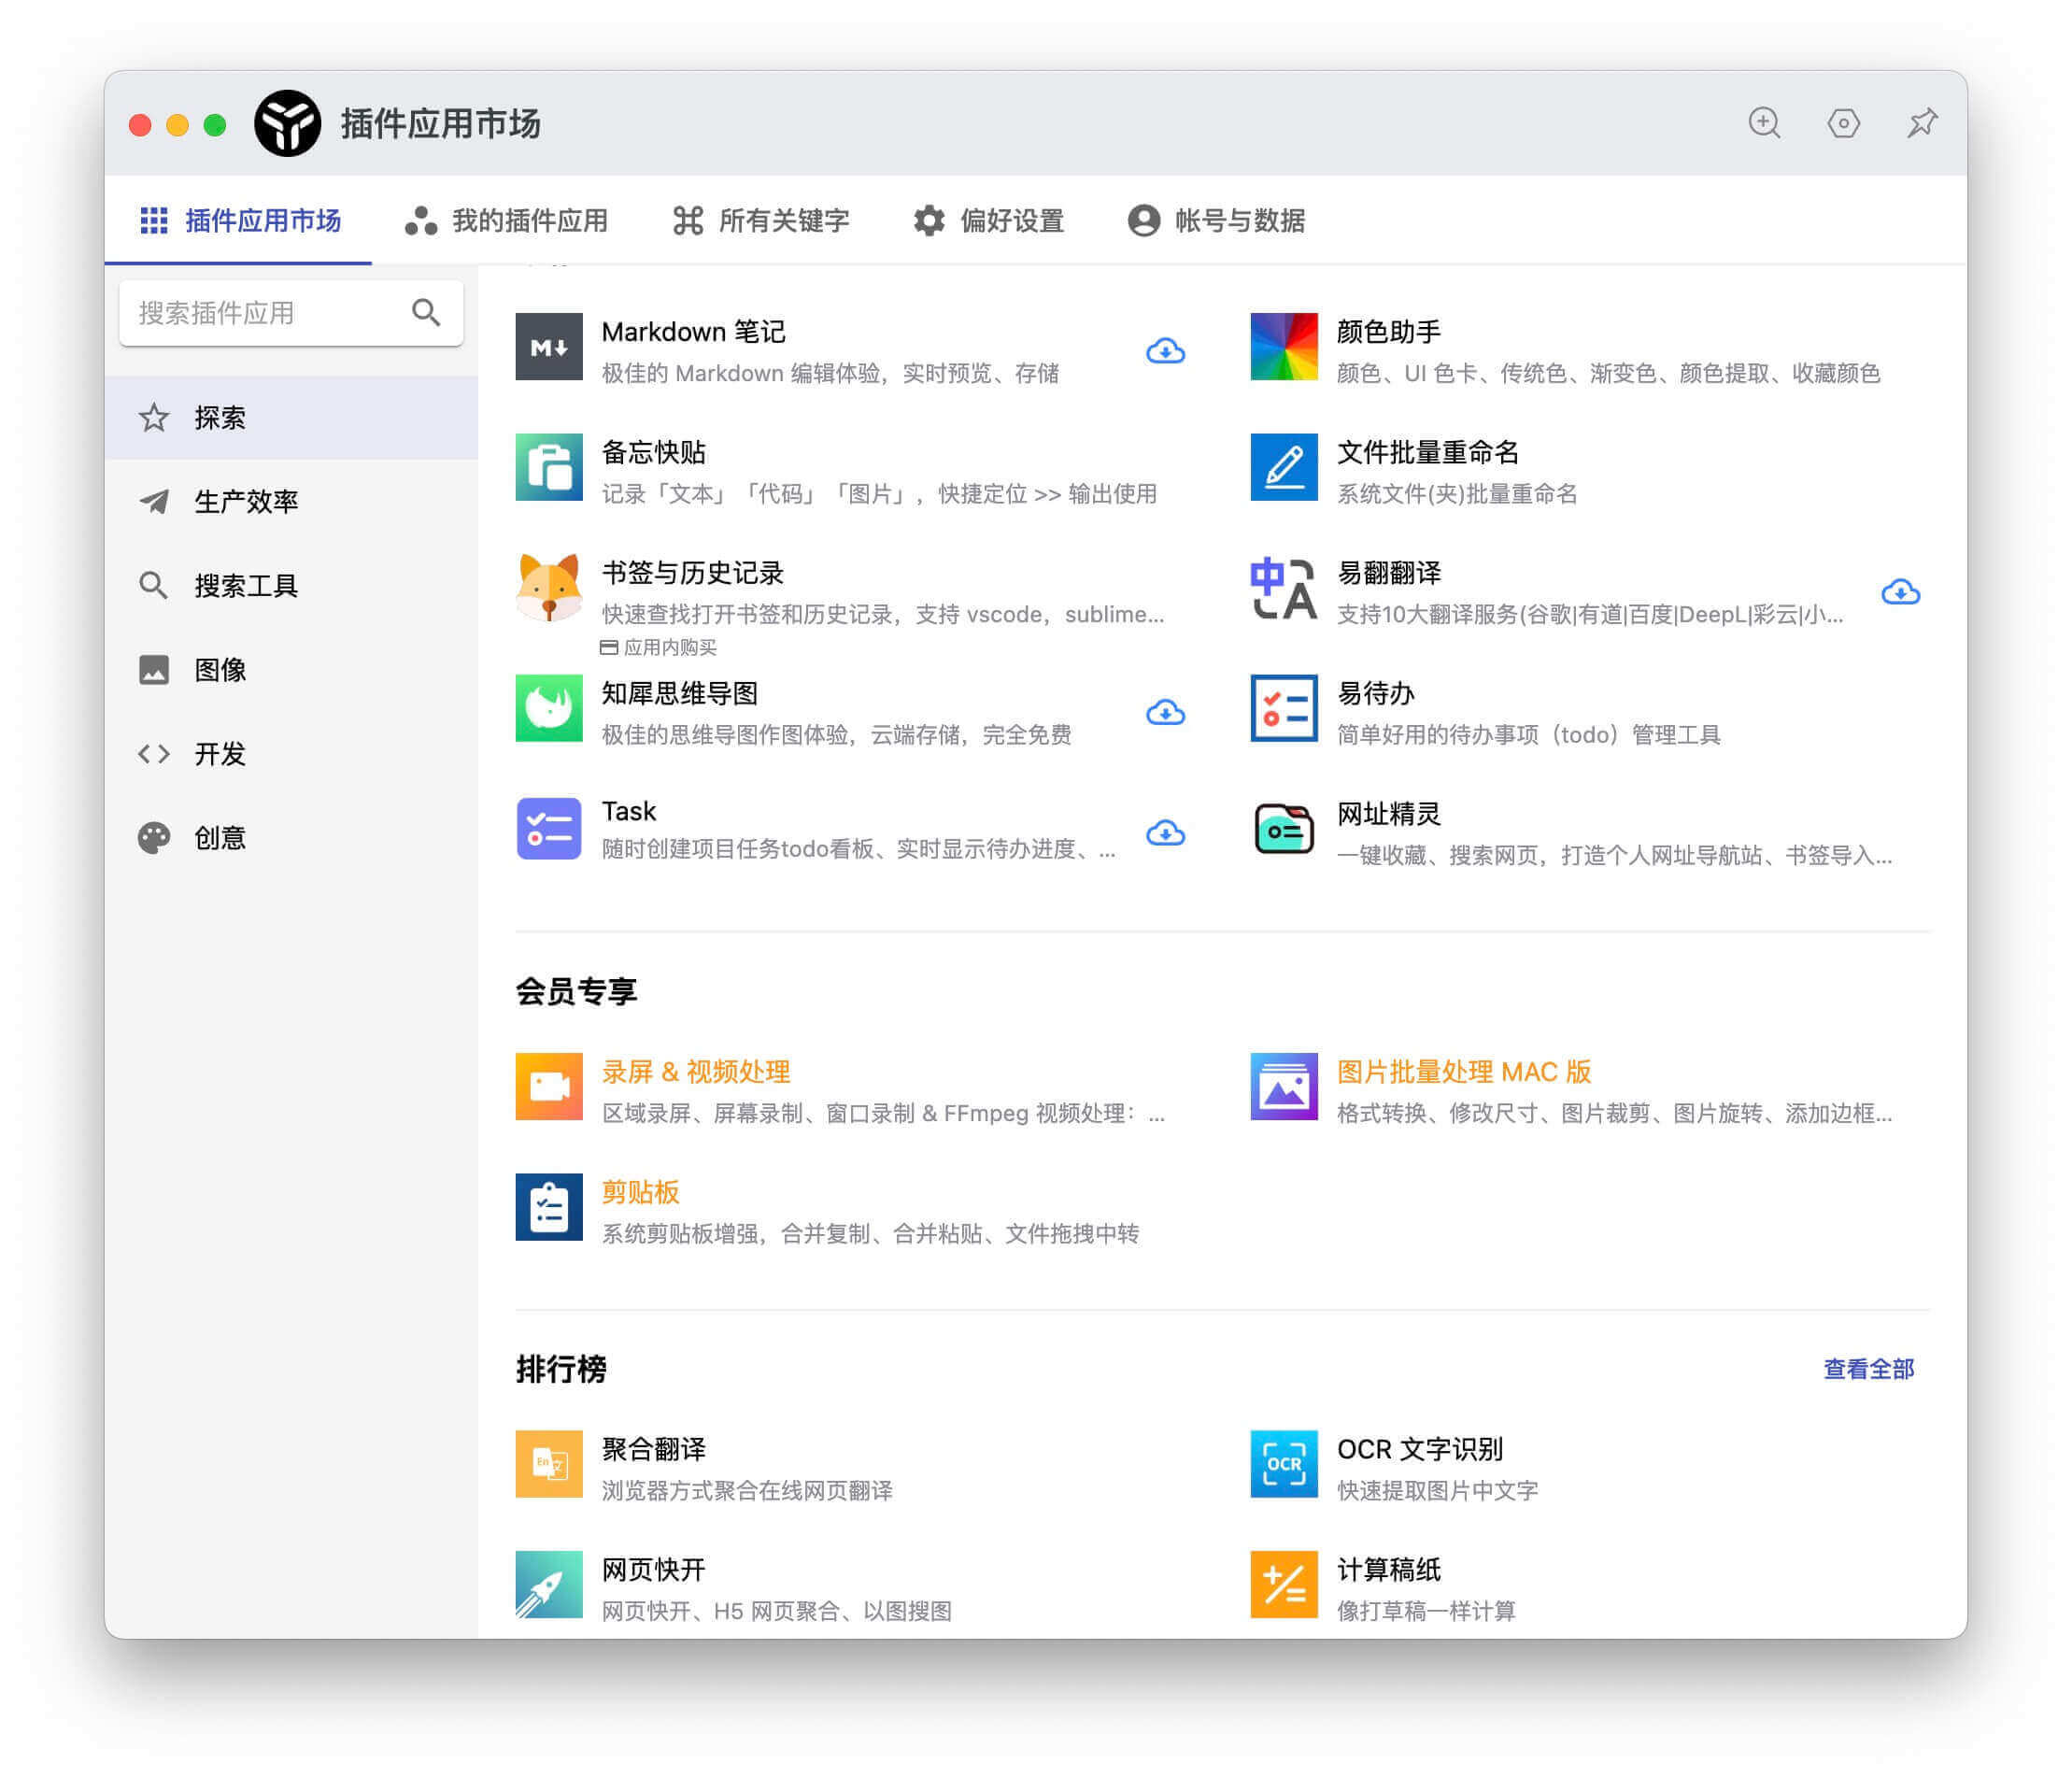 插件应用市场
插件应用市场 我的插件应用 所有关键字 偏好设置 帐号与数据
搜索插件应用
探索
生产效率
搜索工具
图像
开发
创意
M
Markdown 笔记
极佳的 Markdown 编辑体验，实时预览、存储
颜色助手
颜色、UI 色卡、传统色、渐变色、颜色提取、收藏颜色
备忘快贴
记录「文本」「代码」「图片」，快捷定位 >> 输出使用
文件批量重命名
系统文件(夹)批量重命名
书签与历史记录
快速查找打开书签和历史记录，支持 vscode，sublime...
应用内购买
中A
易翻翻译
支持10大翻译服务(谷歌|有道|百度|DeepL|彩云|小...
知犀思维导图
极佳的思维导图作图体验，云端存储，完全免费
易待办
简单好用的待办事项（todo）管理工具
Task
随时创建项目任务todo看板、实时显示待办进度、...
网址精灵
一键收藏、搜索网页，打造个人网址导航站、书签导入...
会员专享
录屏 & 视频处理
区域录屏、屏幕录制、窗口录制 & FFmpeg 视频处理：...
图片批量处理 MAC 版
格式转换、修改尺寸、图片裁剪、图片旋转、添加边框...
剪贴板
系统剪贴板增强，合并复制、合并粘贴、文件拖拽中转
排行榜
查看全部
En 文
聚合翻译
浏览器方式聚合在线网页翻译
OCR
OCR 文字识别
快速提取图片中文字
网页快开
网页快开、H5 网页聚合、以图搜图
计算稿纸
像打草稿一样计算